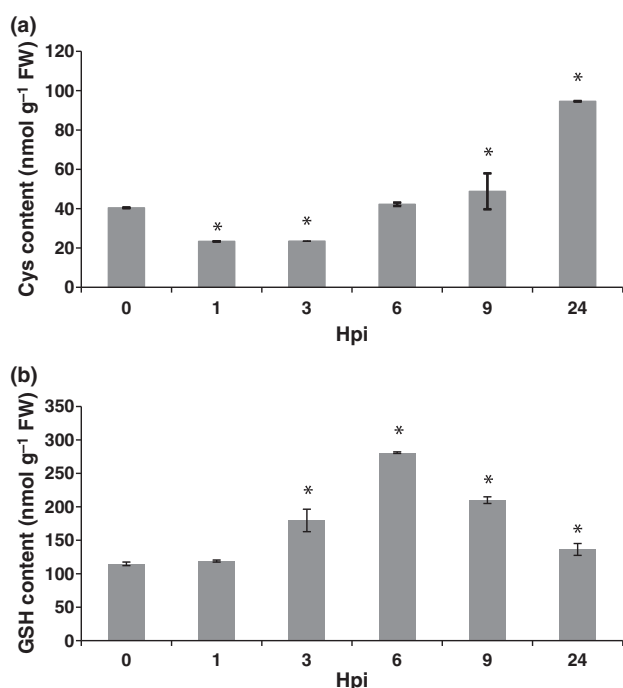 (a)
Cys content (nmol g⁻¹ FW)
120
100
80
60
40
20
0
*
*
*
*
0 1 3 6 9 24
Hpi
(b)
GSH content (nmol g⁻¹ FW)
350
300
250
200
150
100
50
0
*
*
*
*
0 1 3 6 9 24
Hpi